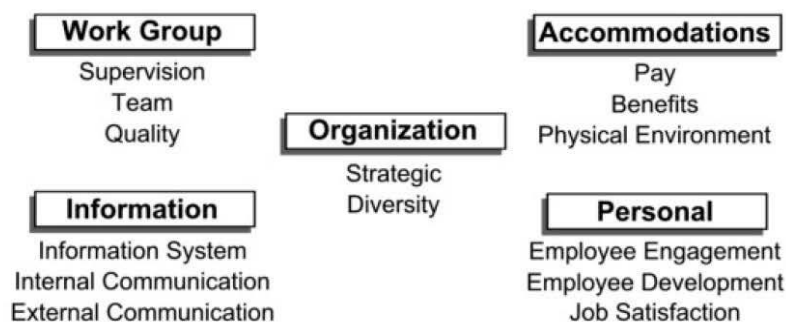 Work Group
Supervision
Team
Quality
Accommodations
Pay
Benefits
Physical Environment
Organization
Strategic
Diversity
Information
Information System
Internal Communication
External Communication
Personal
Employee Engagement
Employee Development
Job Satisfaction